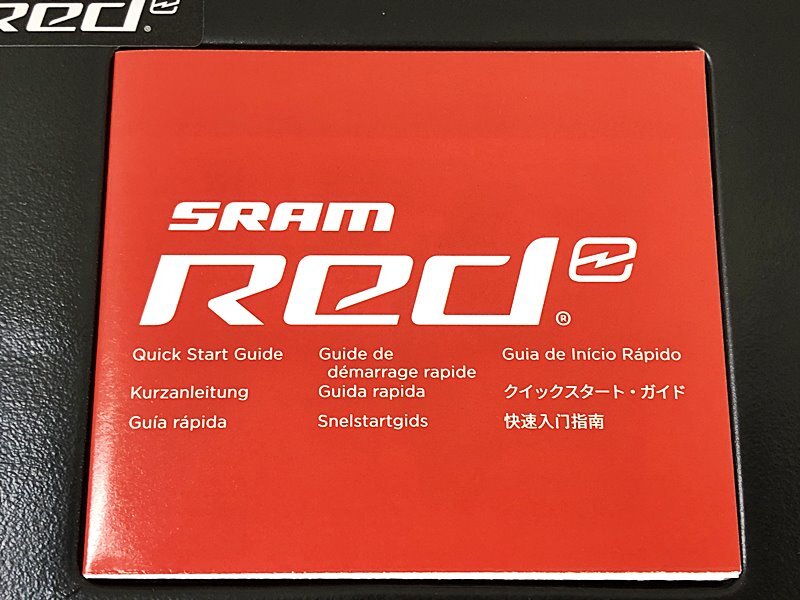 Red e ®
SRAM
Red e ®
Quick Start Guide
Guide de
démarrage rapide
Guia de Início Rápido
Kurzanleitung
Guida rapida
クイックスタート・ガイド
Guía rápida
Snelstartgids
快速入门指南